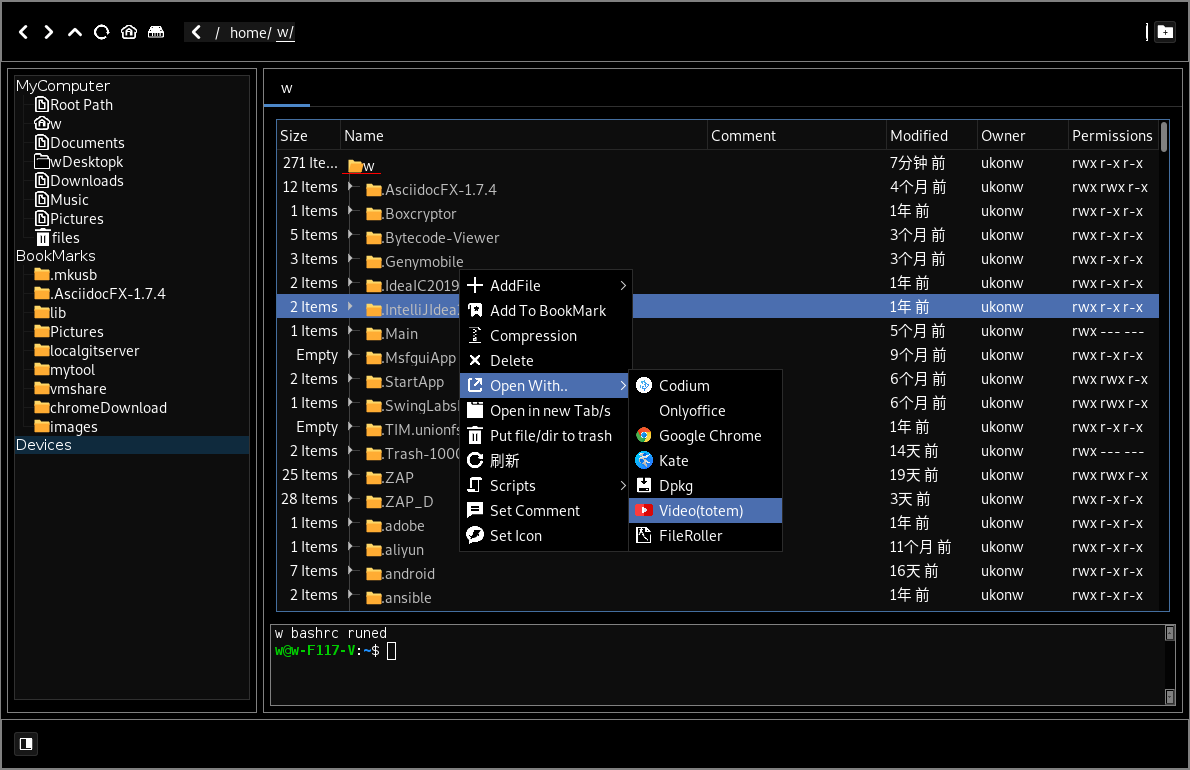 / home/ w/
MyComputer
Root Path
w
Documents
wDesktopk
Downloads
Music
Pictures
files
BookMarks
.mkusb
.AsciidocFX-1.7.4
lib
Pictures
localgitserver
mytool
vmshare
chromeDownload
images
Devices
w
Size Name Comment Modified Owner Permissions
271 Ite... w 7分钟 前 ukonw rwx r-x r-x
12 Items .AsciidocFX-1.7.4 4个月 前 ukonw rwx rwx r-x
1 Items .Boxcryptor 1年 前 ukonw rwx r-x r-x
5 Items .Bytecode-Viewer 3个月 前 ukonw rwx r-x r-x
3 Items .Genymobile 3个月 前 ukonw rwx r-x r-x
2 Items .IdeaIC2019 1年 前 ukonw rwx r-x r-x
2 Items .IntelliJIdea 1年 前 ukonw rwx r-x r-x
1 Items .Main 5个月 前 ukonw rwx --- ---
Empty .MsfguiApp 9个月 前 ukonw rwx r-x r-x
2 Items .StartApp 6个月 前 ukonw rwx r-x r-x
1 Items .SwingLabs 6个月 前 ukonw rwx rwx r-x
Empty .TIM.unionfs 1年 前 ukonw rwx r-x r-x
2 Items .Trash-1000 14天 前 ukonw rwx --- ---
25 Items .ZAP 19天 前 ukonw rwx rwx r-x
28 Items .ZAP_D 3天 前 ukonw rwx r-x r-x
1 Items .adobe 1年 前 ukonw rwx r-x r-x
1 Items .aliyun 11个月 前 ukonw rwx r-x r-x
7 Items .android 16天 前 ukonw rwx r-x r-x
2 Items .ansible 1年 前 ukonw rwx r-x r-x
AddFile
Add To BookMark
Compression
Delete
Open With..
Open in new Tab/s
Put file/dir to trash
刷新
Scripts
Set Comment
Set Icon
Codium
Onlyoffice
Google Chrome
Kate
Dpkg
Video(totem)
FileRoller
w bashrc runed
w@w-F117-V:~$